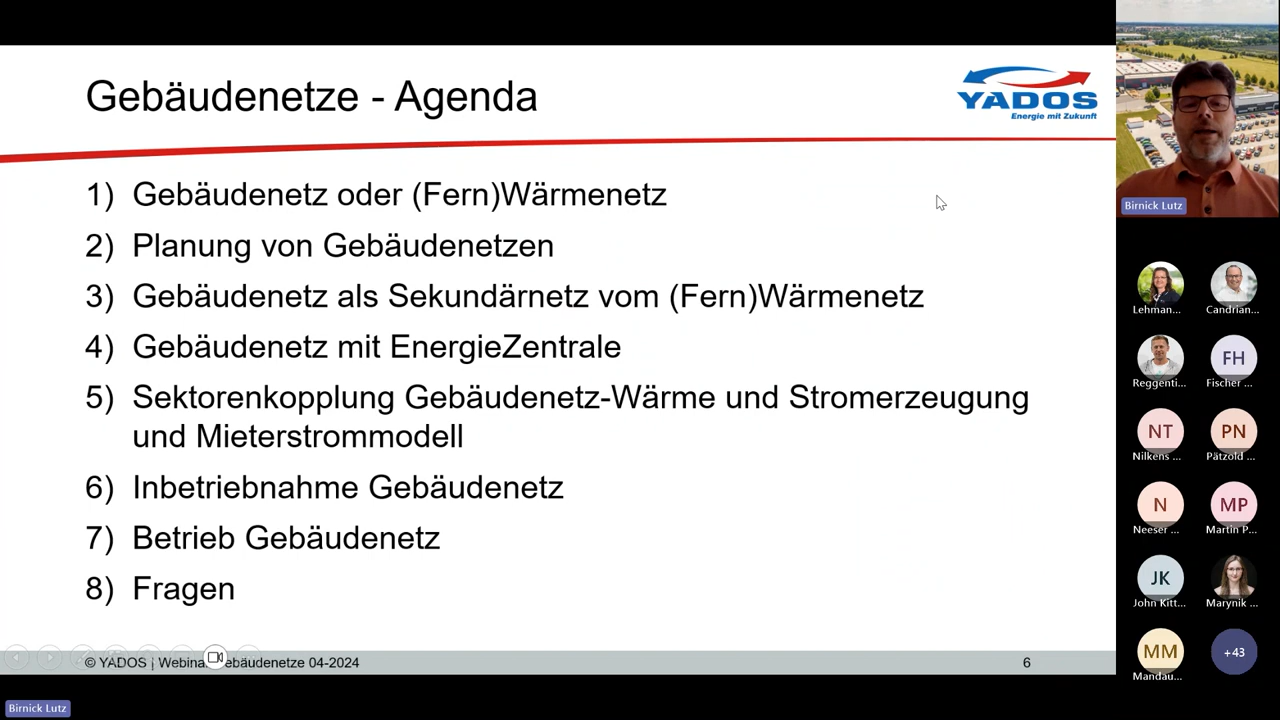 Gebäudenetze - Agenda
YADOS
Energie mit Zukunft
1) Gebäudenetz oder (Fern)Wärmenetz
2) Planung von Gebäudenetzen
3) Gebäudenetz als Sekundärnetz vom (Fern)Wärmenetz
4) Gebäudenetz mit EnergieZentrale
5) Sektorenkopplung Gebäudenetz-Wärme und Stromerzeugung
und Mieterstrommodell
6) Inbetriebnahme Gebäudenetz
7) Betrieb Gebäudenetz
8) Fragen
© YADOS | Webina ebäudenetze 04-2024
6
Birnick Lutz
Birnick Lutz
Lehman...
Candrian...
Reggenti...
FH
Fischer ...
NT
Nilkens ...
PN
Pätzold ...
N
Neeser ...
MP
Martin P...
JK
John Kitt...
Marynik ...
MM
Mandau...
+43